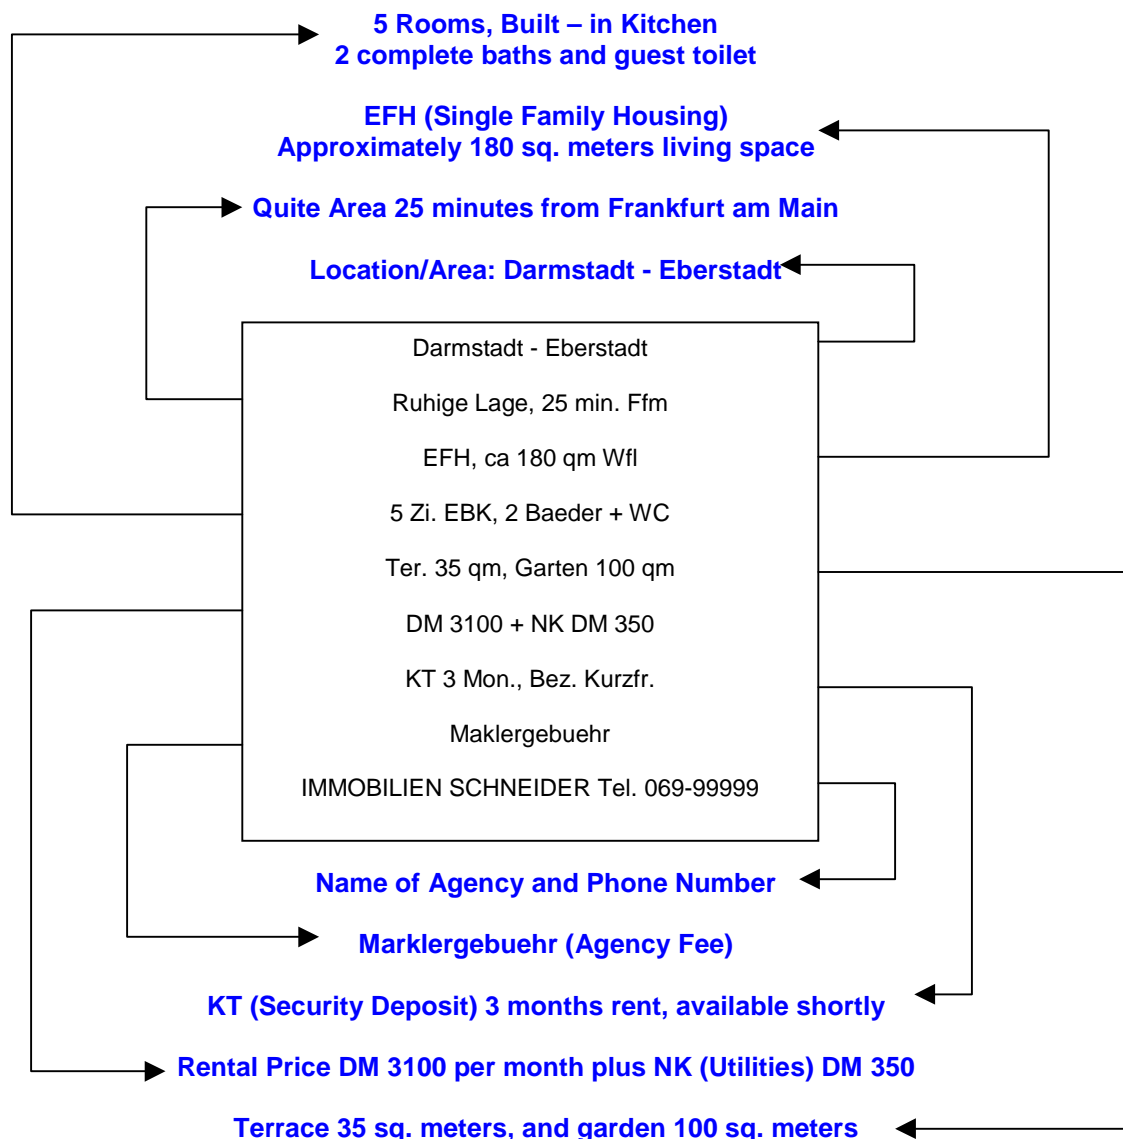 5 Rooms, Built – in Kitchen
2 complete baths and guest toilet
EFH (Single Family Housing)
Approximately 180 sq. meters living space
Quite Area 25 minutes from Frankfurt am Main
Location/Area: Darmstadt - Eberstadt
Darmstadt - Eberstadt
Ruhige Lage, 25 min. Ffm
EFH, ca 180 qm Wfl
5 Zi. EBK, 2 Baeder + WC
Ter. 35 qm, Garten 100 qm
DM 3100 + NK DM 350
KT 3 Mon., Bez. Kurzfr.
Maklergebuehr
IMMOBILIEN SCHNEIDER Tel. 069-99999
Name of Agency and Phone Number
Marklergebuehr (Agency Fee)
KT (Security Deposit) 3 months rent, available shortly
Rental Price DM 3100 per month plus NK (Utilities) DM 350
Terrace 35 sq. meters, and garden 100 sq. meters